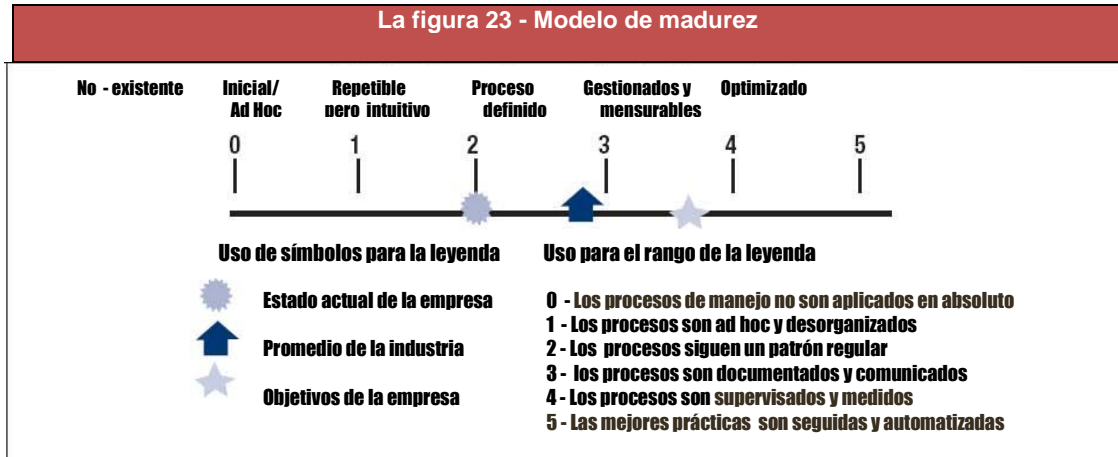 La figura 23 - Modelo de madurez
No - existente Inicial/ Repetible Proceso Gestionados y Optimizado
Ad Hoc pero intuitivo definido mensurables
0 1 2 3 4 5
Uso de símbolos para la leyenda
Estado actual de la empresa
Promedio de la industria
Objetivos de la empresa
Uso para el rango de la leyenda
0 - Los procesos de manejo no son aplicados en absoluto
1 - Los procesos son ad hoc y desorganizados
2 - Los procesos siguen un patrón regular
3 - los procesos son documentados y comunicados
4 - Los procesos son supervisados y medidos
5 - Las mejores prácticas son seguidas y automatizadas